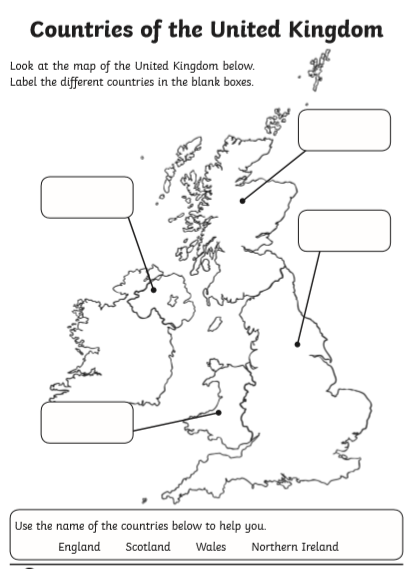 Countries of the United Kingdom
Look at the map of the United Kingdom below.
Label the different countries in the blank boxes.
Use the name of the countries below to help you.
England Scotland Wales Northern Ireland